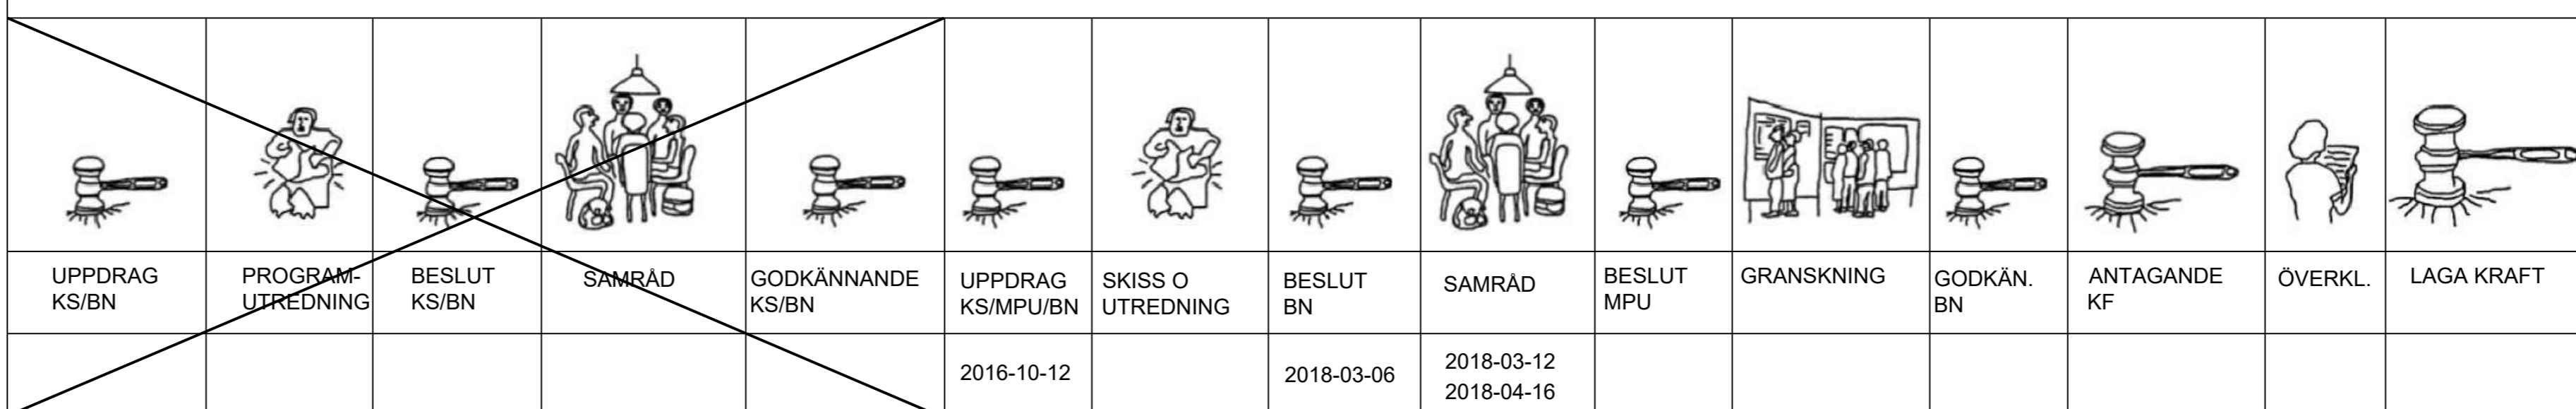 UPPDRAG
KS/BN
PROGRAM-
UTREDNING
BESLUT
KS/BN
SAMRÅD
GODKÄNNANDE
KS/BN
UPPDRAG
KS/MPU/BN
SKISS O
UTREDNING
BESLUT
BN
SAMRÅD
BESLUT
MPU
GRANSKNING
GODKÄN.
BN
ANTAGANDE
KF
ÖVERKL.
LAGA KRAFT
2016-10-12
2018-03-06
2018-03-12
2018-04-16